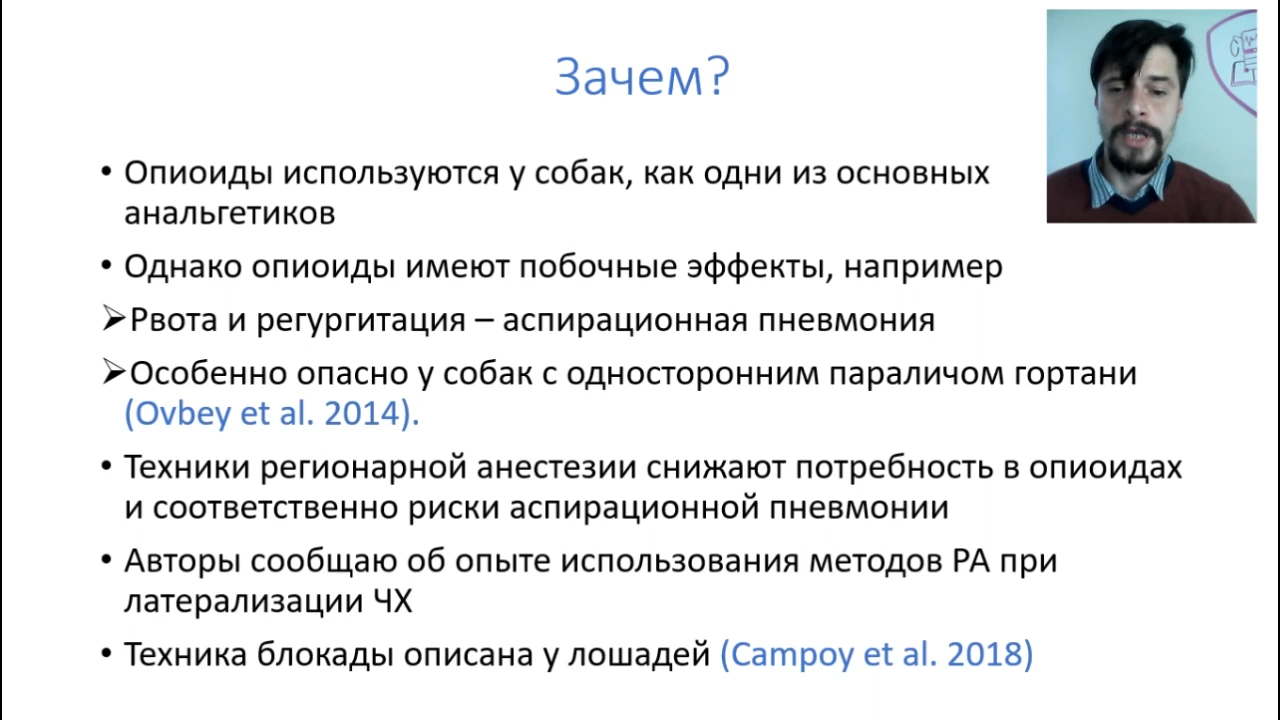 Зачем?
• Опиоиды используются у собак, как одни из основных
анальгетиков
• Однако опиоиды имеют побочные эффекты, например
➢Рвота и регургитация – аспирационная пневмония
➢Особенно опасно у собак с односторонним параличом гортани
(Ovbey et al. 2014).
• Техники регионарной анестезии снижают потребность в опиоидах
и соответственно риски аспирационной пневмонии
• Авторы сообщаю об опыте использования методов РА при
латерализации ЧХ
• Техника блокады описана у лошадей (Campoy et al. 2018)